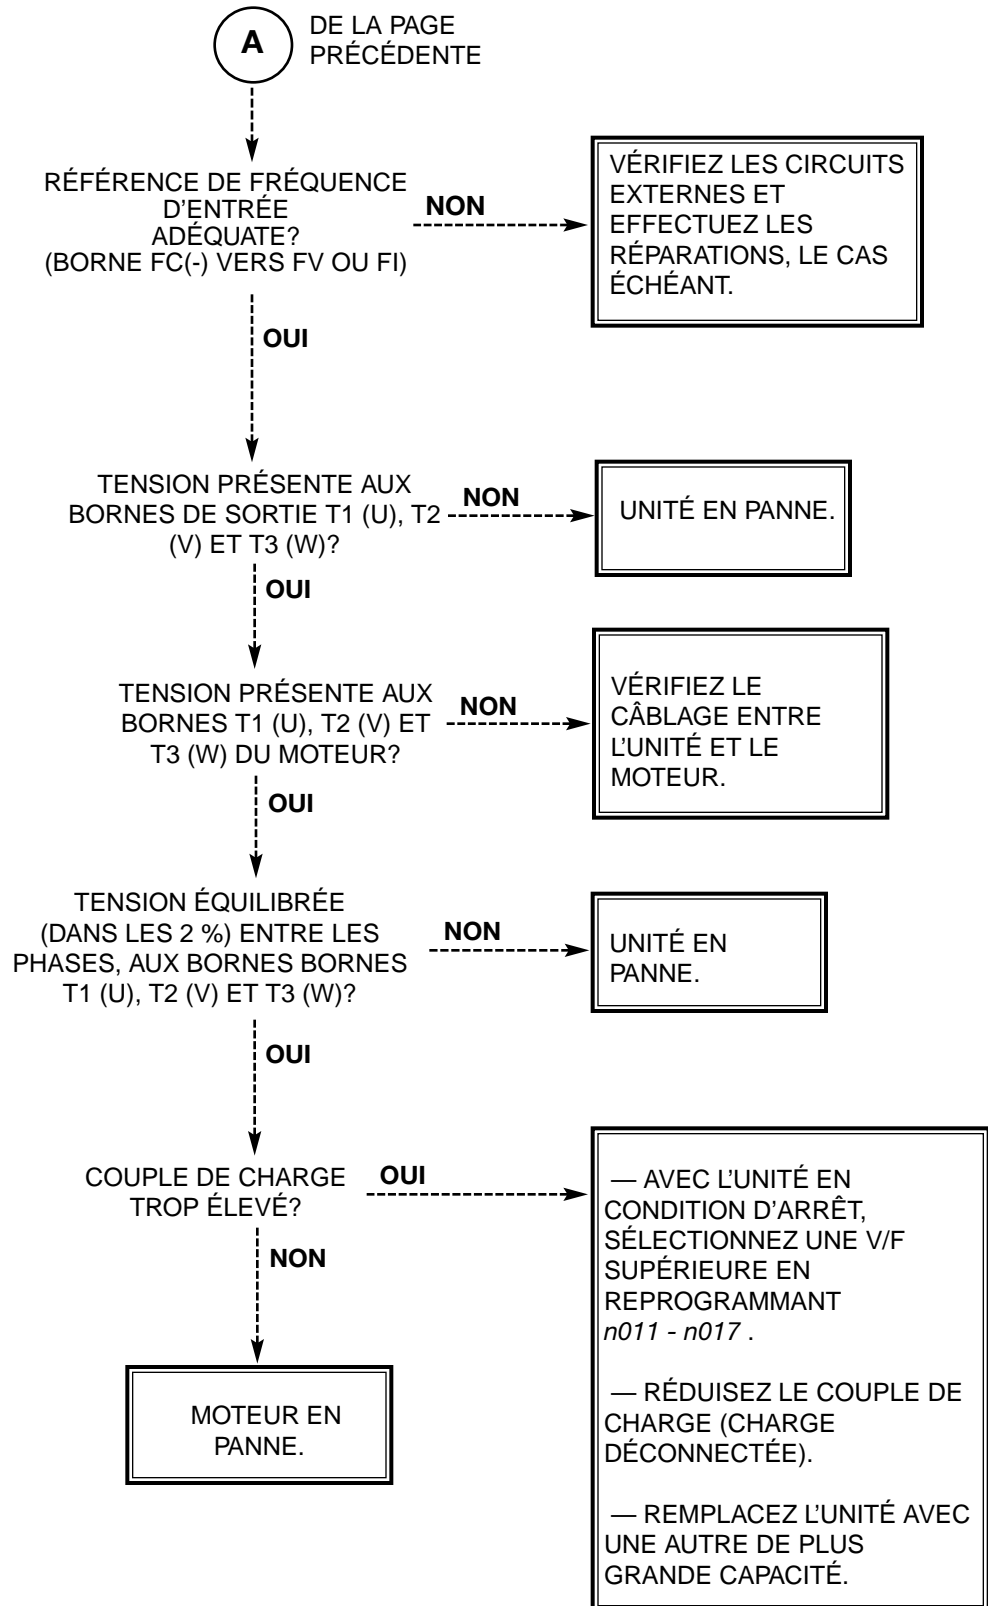 A
DE LA PAGE
PRÉCÉDENTE
RÉFÉRENCE DE FRÉQUENCE
D'ENTRÉE
ADÉQUATE?
(BORNE FC(-) VERS FV OU FI)
NON
VÉRIFIEZ LES CIRCUITS
EXTERNES ET
EFFECTUEZ LES
RÉPARATIONS, LE CAS
ÉCHÉANT.
OUI
TENSION PRÉSENTE AUX
BORNES DE SORTIE T1 (U), T2
(V) ET T3 (W)?
NON
UNITÉ EN PANNE.
OUI
TENSION PRÉSENTE AUX
BORNES T1 (U), T2 (V) ET
T3 (W) DU MOTEUR?
NON
VÉRIFIEZ LE
CÂBLAGE ENTRE
L'UNITÉ ET LE
MOTEUR.
OUI
TENSION ÉQUILIBRÉE
(DANS LES 2 %) ENTRE LES
PHASES, AUX BORNES BORNES
T1 (U), T2 (V) ET T3 (W)?
NON
UNITÉ EN
PANNE.
OUI
COUPLE DE CHARGE
TROP ÉLEVÉ?
OUI
— AVEC L'UNITÉ EN
CONDITION D'ARRÊT,
SÉLECTIONNEZ UNE V/F
SUPÉRIEURE EN
REPROGRAMMANT
n011 - n017 .
— RÉDUISEZ LE COUPLE DE
CHARGE (CHARGE
DÉCONNECTÉE).
— REMPLACEZ L'UNITÉ AVEC
UNE AUTRE DE PLUS
GRANDE CAPACITÉ.
NON
MOTEUR EN
PANNE.